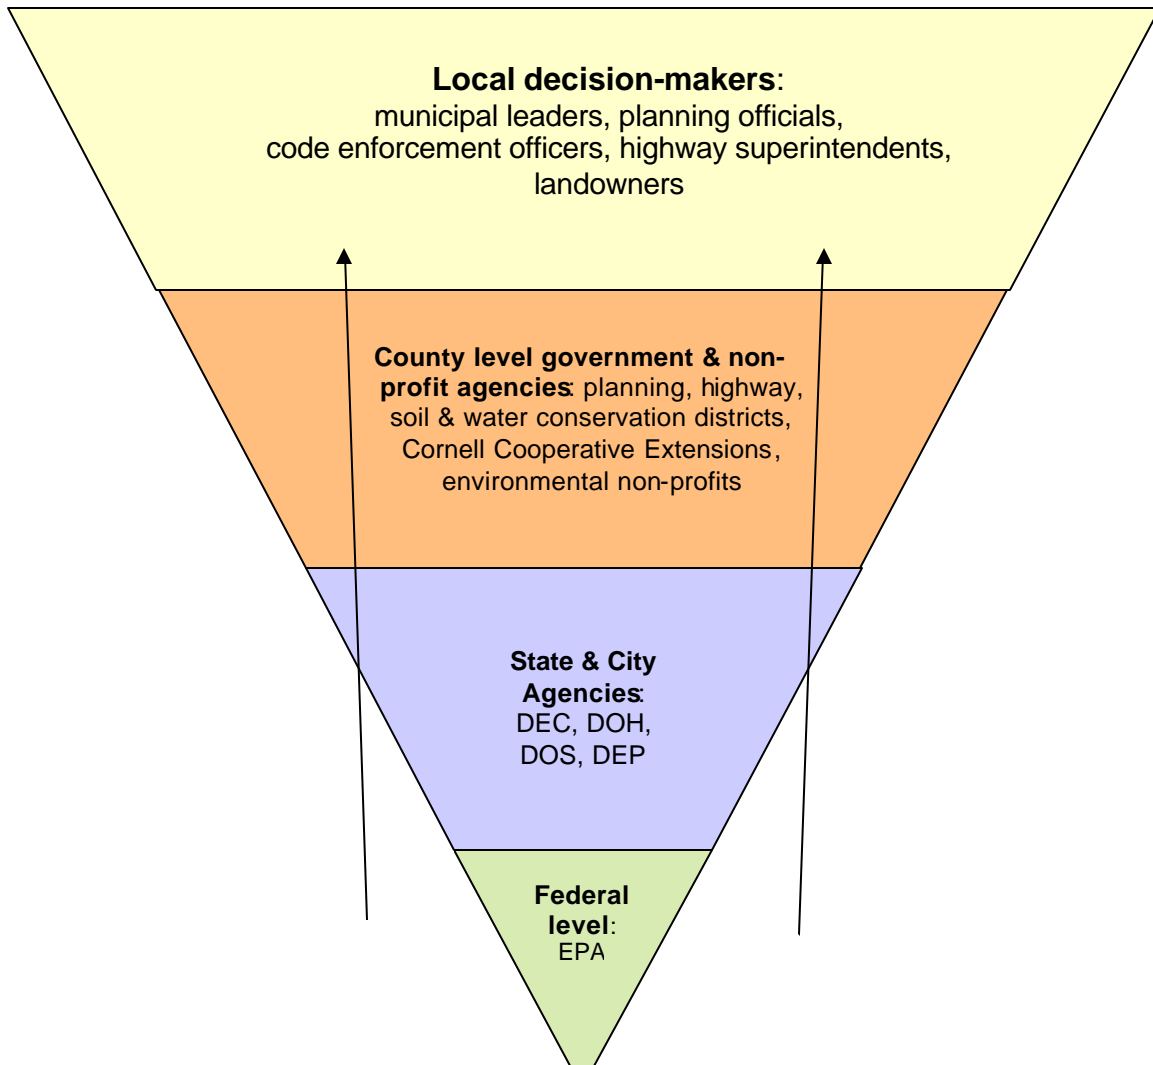 Local decision-makers:
municipal leaders, planning officials,
code enforcement officers, highway superintendents,
landowners
County level government & non-
profit agencies: planning, highway,
soil & water conservation districts,
Cornell Cooperative Extensions,
environmental non-profits
State & City
Agencies:
DEC, DOH,
DOS, DEP
Federal
level:
EPA